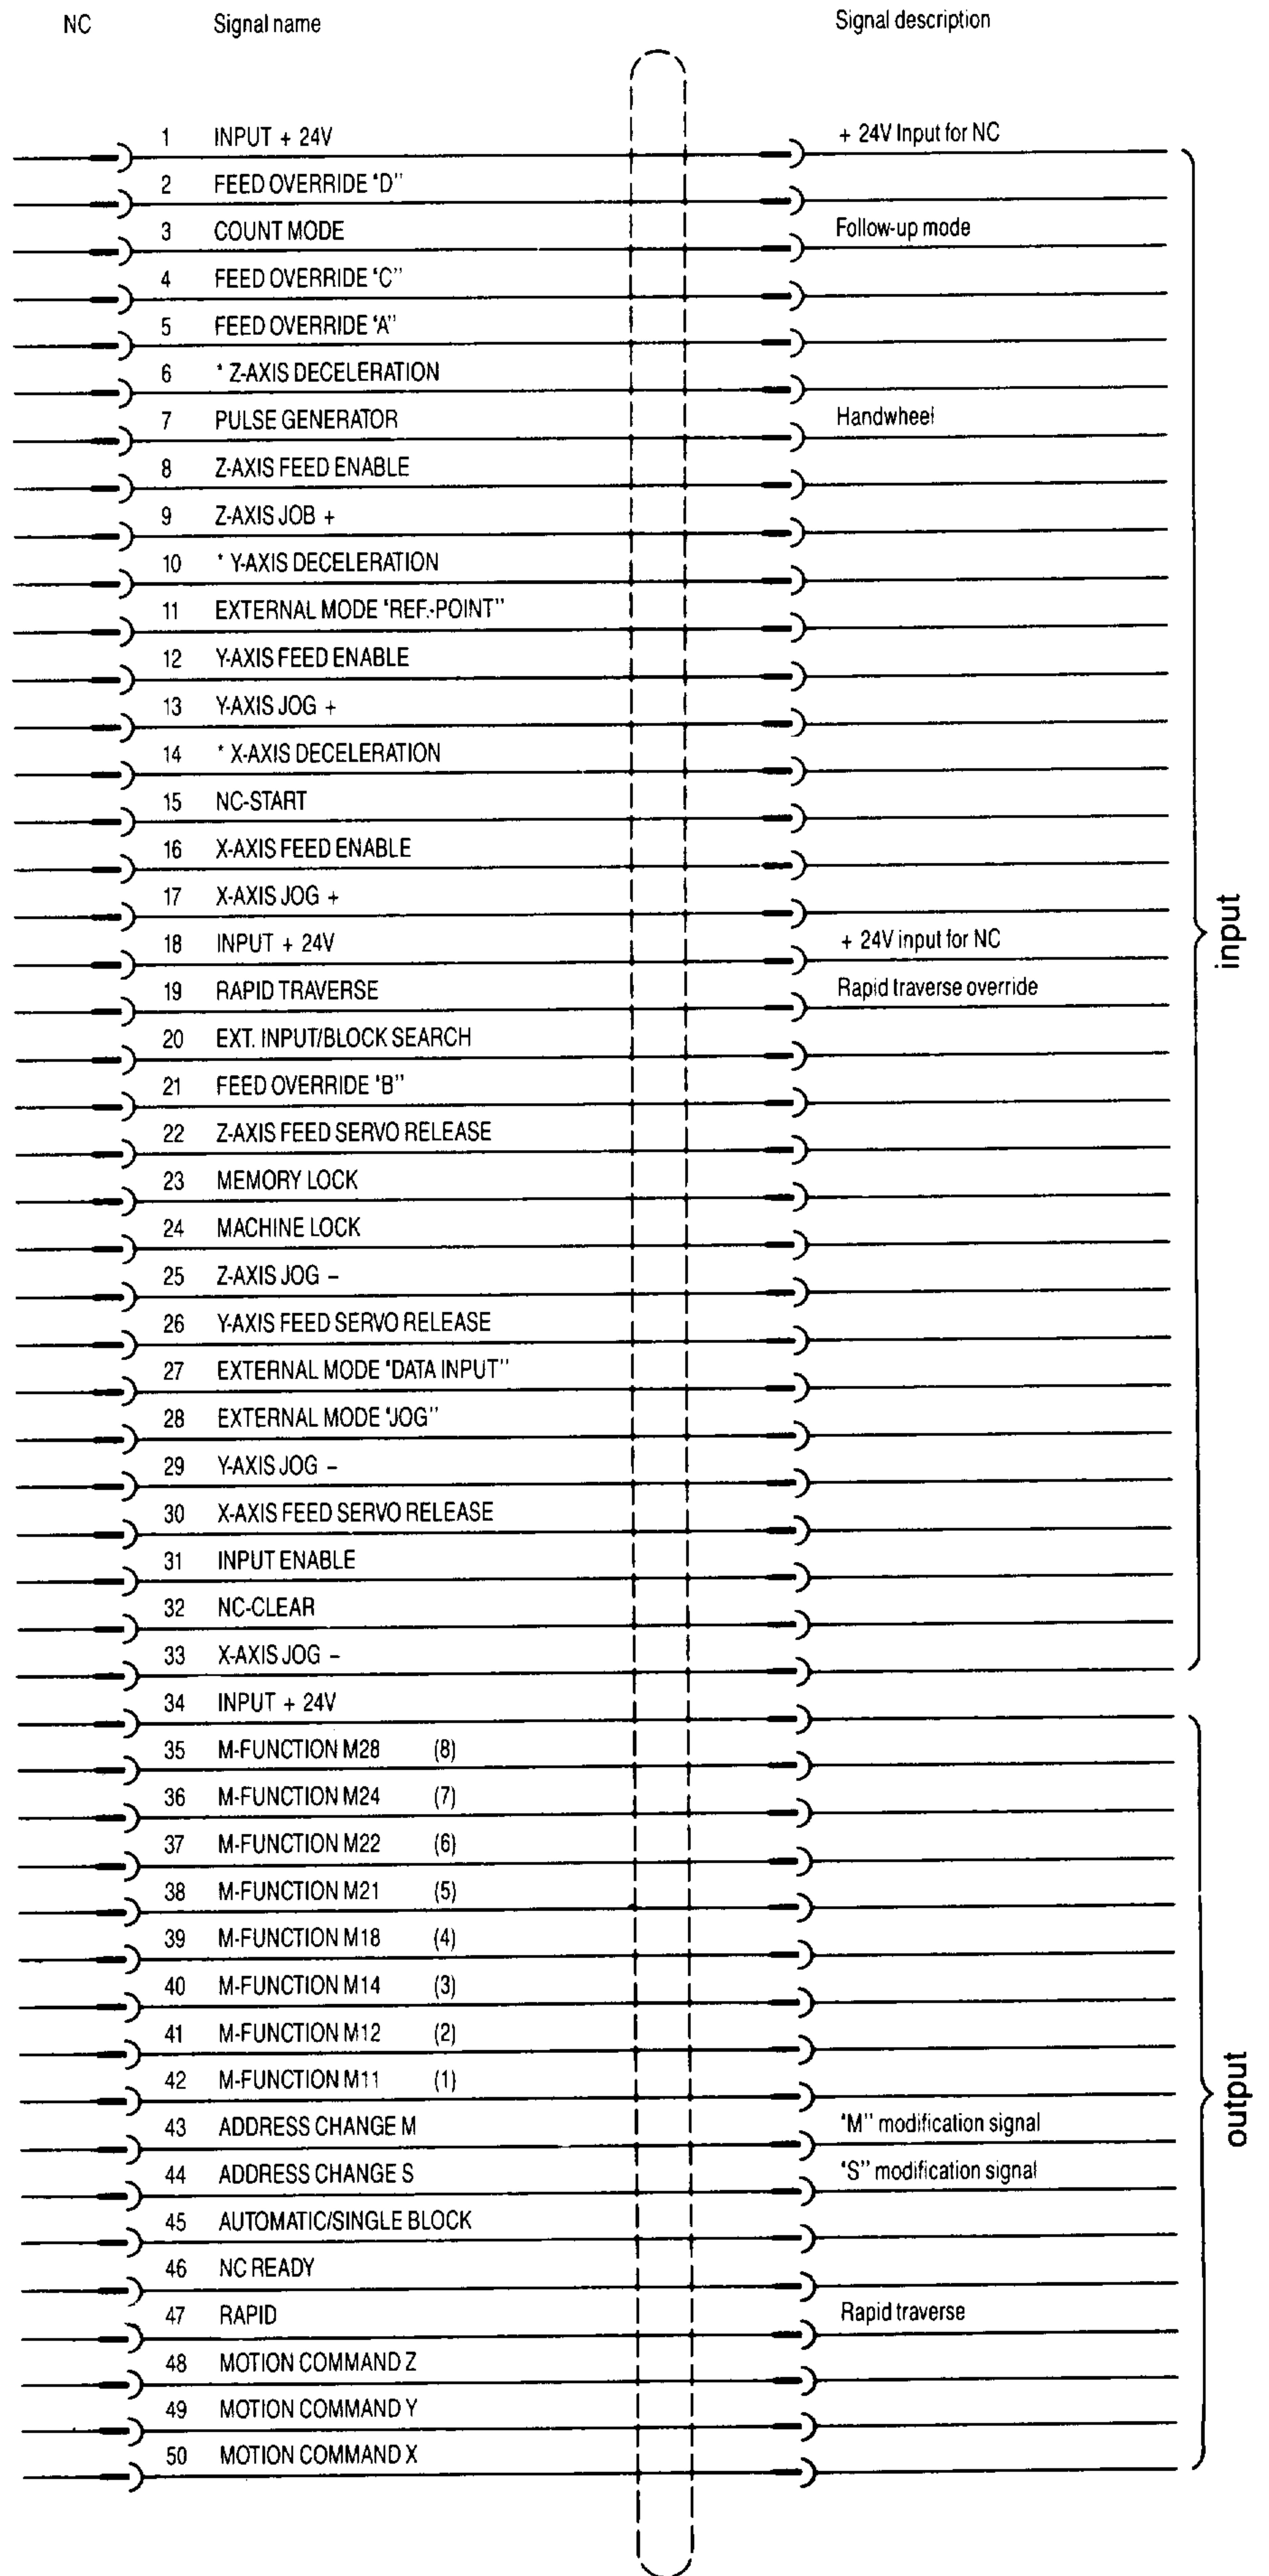 NC Signal name Signal description
1 INPUT + 24V + 24V Input for NC
2 FEED OVERRIDE "D"
3 COUNT MODE Follow-up mode
4 FEED OVERRIDE "C"
5 FEED OVERRIDE "A"
6 * Z-AXIS DECELERATION
7 PULSE GENERATOR Handwheel
8 Z-AXIS FEED ENABLE
9 Z-AXIS JOB +
10 * Y-AXIS DECELERATION
11 EXTERNAL MODE "REF.-POINT"
12 Y-AXIS FEED ENABLE
13 Y-AXIS JOG +
14 * X-AXIS DECELERATION
15 NC-START
16 X-AXIS FEED ENABLE
17 X-AXIS JOG +
18 INPUT + 24V + 24V input for NC
19 RAPID TRAVERSE Rapid traverse override
20 EXT. INPUT/BLOCK SEARCH
21 FEED OVERRIDE "B"
22 Z-AXIS FEED SERVO RELEASE
23 MEMORY LOCK
24 MACHINE LOCK
25 Z-AXIS JOG -
26 Y-AXIS FEED SERVO RELEASE
27 EXTERNAL MODE "DATA INPUT"
28 EXTERNAL MODE "JOG"
29 Y-AXIS JOG -
30 X-AXIS FEED SERVO RELEASE
31 INPUT ENABLE
32 NC-CLEAR
33 X-AXIS JOG -
input
34 INPUT + 24V
35 M-FUNCTION M28 (8)
36 M-FUNCTION M24 (7)
37 M-FUNCTION M22 (6)
38 M-FUNCTION M21 (5)
39 M-FUNCTION M18 (4)
40 M-FUNCTION M14 (3)
41 M-FUNCTION M12 (2)
42 M-FUNCTION M11 (1)
43 ADDRESS CHANGE M "M" modification signal
44 ADDRESS CHANGE S "S" modification signal
45 AUTOMATIC/SINGLE BLOCK
46 NC READY
47 RAPID Rapid traverse
48 MOTION COMMAND Z
49 MOTION COMMAND Y
50 MOTION COMMAND X
output